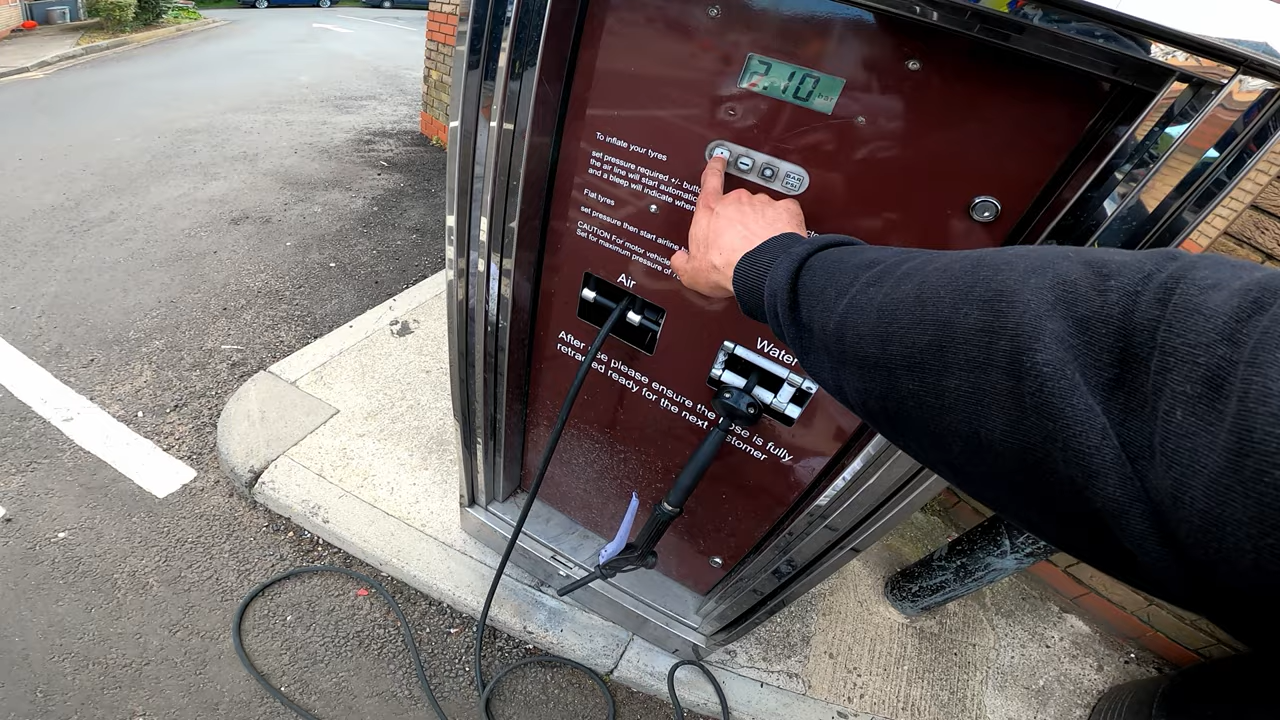 2.10 bar
BAR
PSI
To inflate your tyres
set pressure required +/-
the air line will start
and a bleep will indicate when
Flat tyres
set pressure then start airline
CAUTION For motor vehicle
Set for maximum pressure of
Air
Water
After use please ensure the hose is fully
retracted ready for the next customer